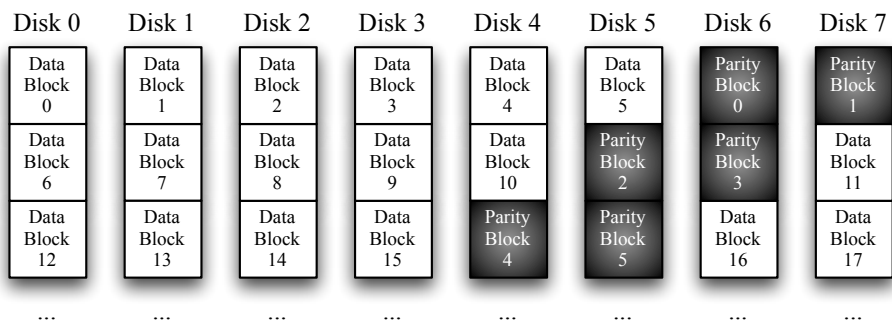 Disk 0 Disk 1 Disk 2 Disk 3 Disk 4 Disk 5 Disk 6 Disk 7
Data Data Data Data Data Data Parity Parity
Block Block Block Block Block Block Block Block
0 1 2 3 4 5 0 1
Data Data Data Data Data Parity Parity Data
Block Block Block Block Block Block Block Block
6 7 8 9 10 2 3 11
Data Data Data Data Parity Parity Data Data
Block Block Block Block Block Block Block Block
12 13 14 15 4 5 16 17
... ... ... ... ... ... ... ...